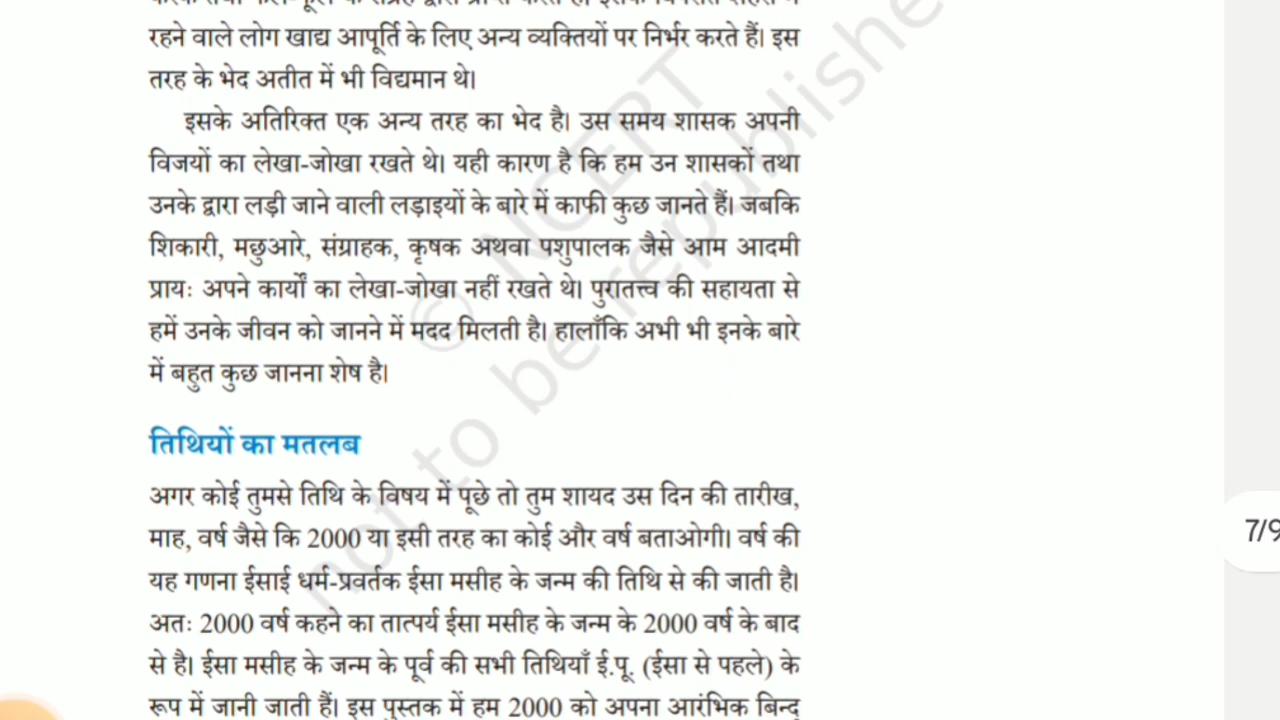 रहने वाले लोग खाद्य आपूर्ति के लिए अन्य व्यक्तियों पर निर्भर करते हैं। इस
तरह के भेद अतीत में भी विद्यमान थे।
इसके अतिरिक्त एक अन्य तरह का भेद है। उस समय शासक अपनी
विजयों का लेखा-जोखा रखते थे। यही कारण है कि हम उन शासकों तथा
उनके द्वारा लड़ी जाने वाली लड़ाइयों के बारे में काफी कुछ जानते हैं। जबकि
शिकारी, मछुआरे, संग्राहक, कृषक अथवा पशुपालक जैसे आम आदमी
प्रायः अपने कार्यों का लेखा-जोखा नहीं रखते थे। पुरातत्त्व की सहायता से
हमें उनके जीवन को जानने में मदद मिलती है। हालाँकि अभी भी इनके बारे
में बहुत कुछ जानना शेष है।
तिथियों का मतलब
अगर कोई तुमसे तिथि के विषय में पूछे तो तुम शायद उस दिन की तारीख,
माह, वर्ष जैसे कि 2000 या इसी तरह का कोई और वर्ष बताओगी। वर्ष की
यह गणना ईसाई धर्म-प्रवर्तक ईसा मसीह के जन्म की तिथि से की जाती है।
अतः 2000 वर्ष कहने का तात्पर्य ईसा मसीह के जन्म के 2000 वर्ष के बाद
से है। ईसा मसीह के जन्म के पूर्व की सभी तिथियाँ ई.पू. (ईसा से पहले) के
रूप में जानी जाती हैं। इस पुस्तक में हम 2000 को अपना आरंभिक बिन्दु
© NCERT
not to be republishe
7/9